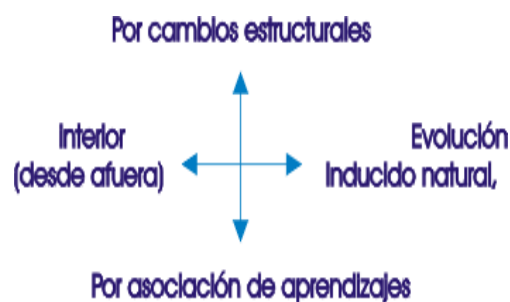 Por cambios estructurales
Interior Evolución
(desde afuera) Inducido natural,
Por asociación de aprendizajes